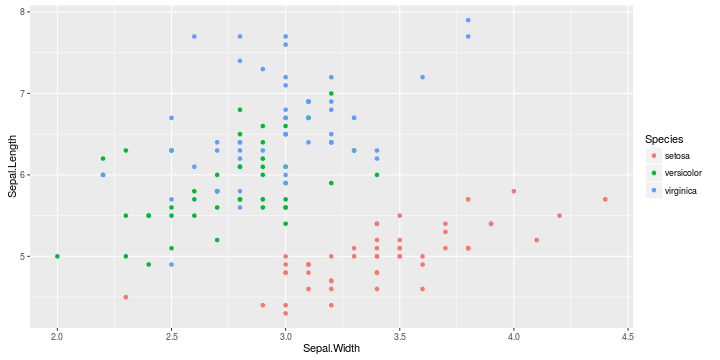 8
7
6
5
Sepal.Length
2.0 2.5 3.0 3.5 4.0 4.5
Sepal.Width
Species
setosa
versicolor
virginica